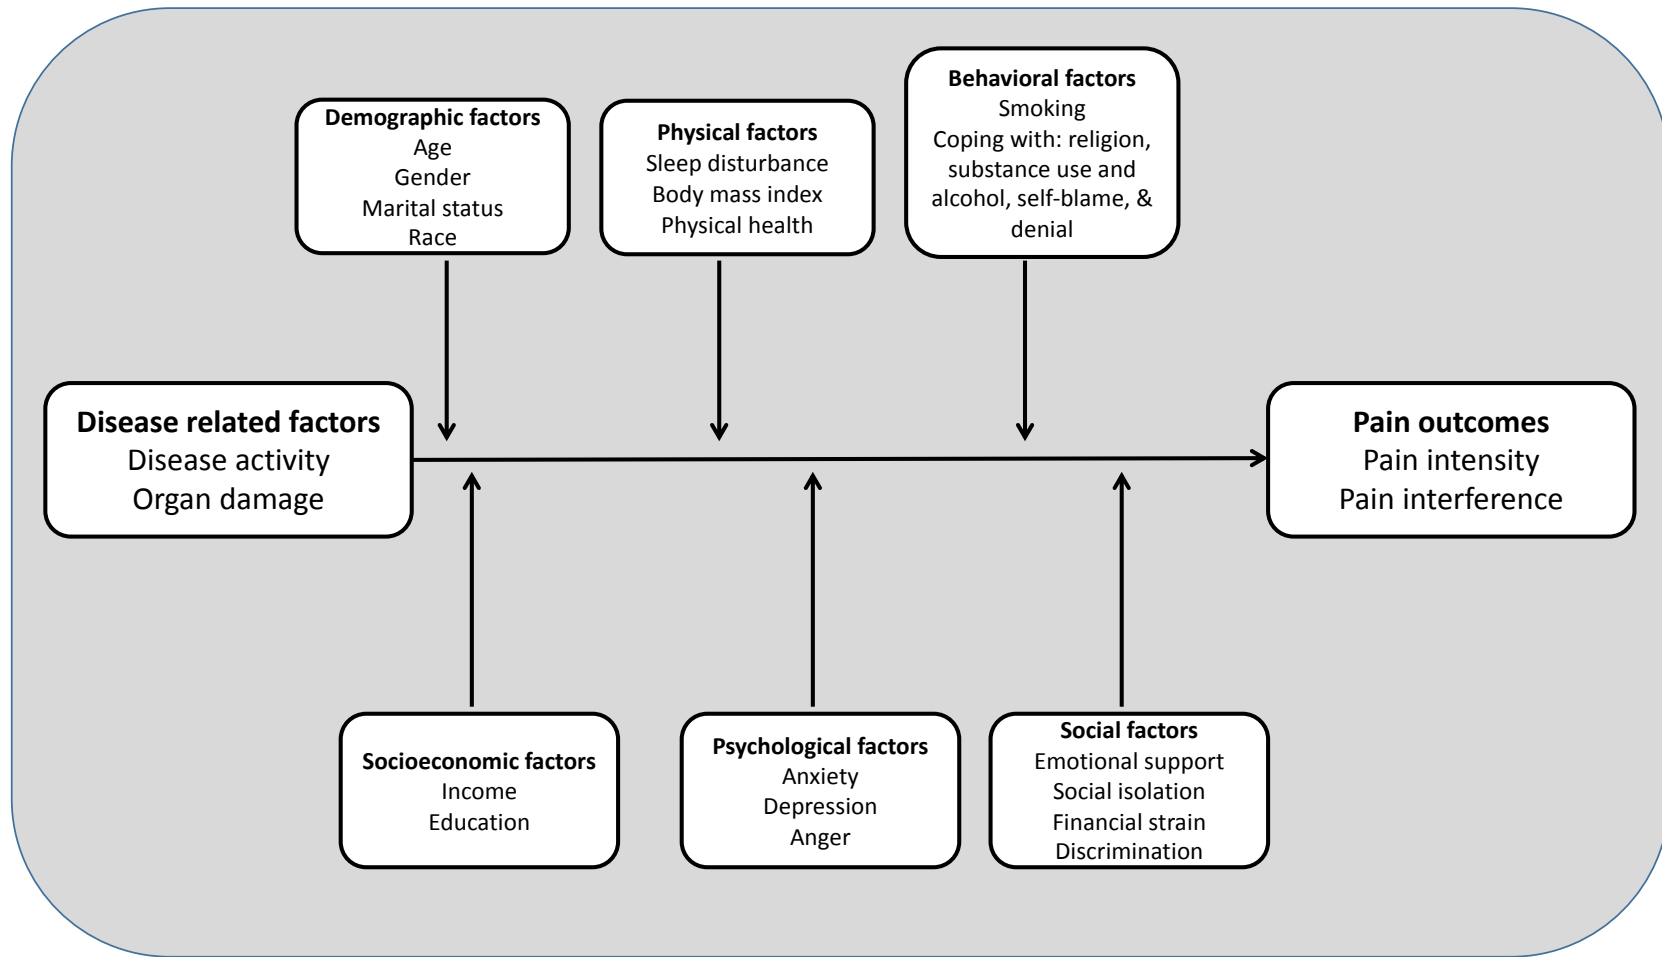 Demographic factors
Age
Gender
Marital status
Race
Physical factors
Sleep disturbance
Body mass index
Physical health
Behavioral factors
Smoking
Coping with: religion,
substance use and
alcohol, self-blame, &
denial
Disease related factors
Disease activity
Organ damage
Pain outcomes
Pain intensity
Pain interference
Socioeconomic factors
Income
Education
Psychological factors
Anxiety
Depression
Anger
Social factors
Emotional support
Social isolation
Financial strain
Discrimination